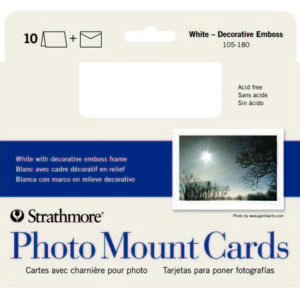 10 + White – Decorative Emboss
105-180
Acid free
Sans acide
Sin ácido
White with decorative emboss frame
Blanc avec cadre décoratif en relief
Blanca con marco en relieve decorativo
Photo by www.ganillaarts.com
Strathmore®
Photo Mount Cards
Cartes avec charnière pour photo Tarjetas para poner fotografías